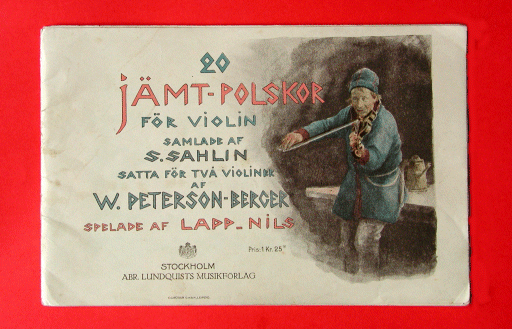 20
JÄMT-POLSKOR
FÖR VIOLIN
SAMLADE AF
S. SAHLIN
SATTA FÖR TVÅ VIOLINER
AF
W. PETERSON-BERGER
SPELADE AF LAPP-NILS
Pris: 1 Kr. 25
STOCKHOLM
ABR. LUNDQUISTS MUSIKFÖRLAG